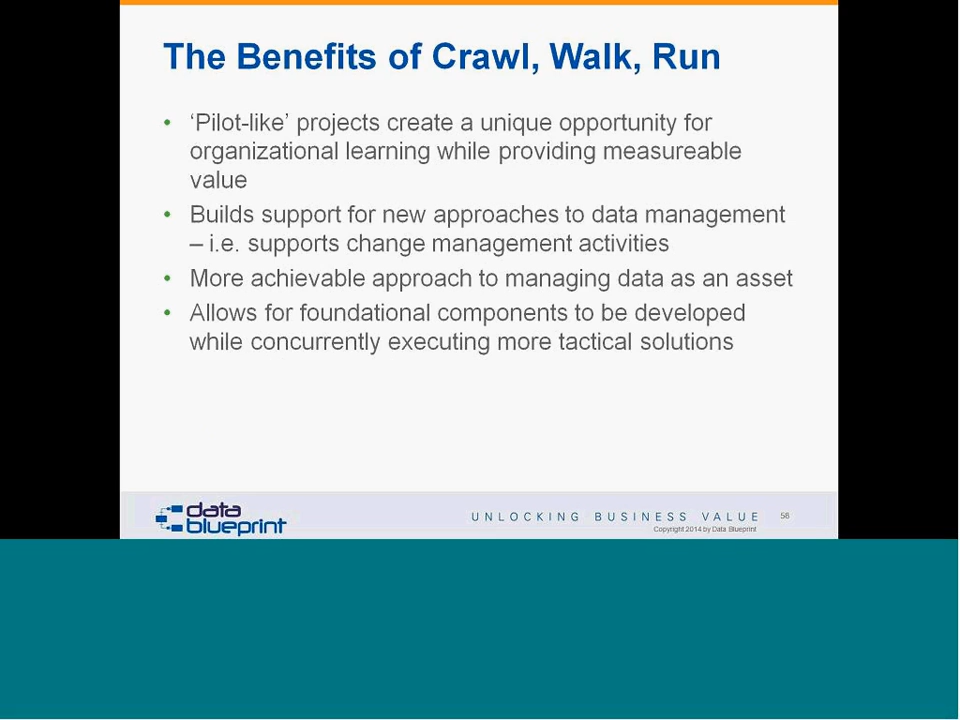 The Benefits of Crawl, Walk, Run
• ‘Pilot-like’ projects create a unique opportunity for
organizational learning while providing measureable
value
• Builds support for new approaches to data management
– i.e. supports change management activities
• More achievable approach to managing data as an asset
• Allows for foundational components to be developed
while concurrently executing more tactical solutions
data
blueprint
UNLOCKING BUSINESS VALUE 56
Copyright 2014 by Data Blueprint